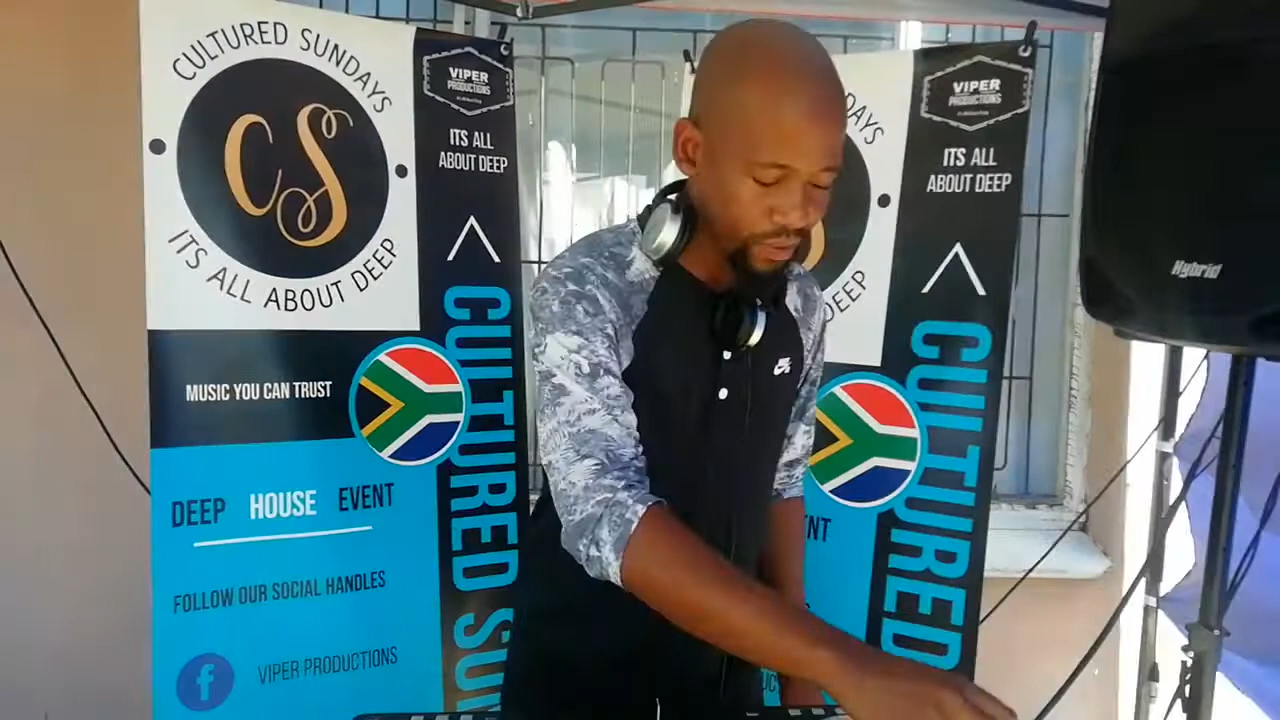 CULTURED SUNDAYS
CS
ITS ALL ABOUT DEEP
VIPER
PRODUCTIONS
ITS ALL
ABOUT DEEP
MUSIC YOU CAN TRUST
CULTURED SUN
DEEP HOUSE EVENT
FOLLOW OUR SOCIAL HANDLES
f
VIPER PRODUCTIONS
DAYS
DEEP
VIPER
PRODUCTIONS
ITS ALL
ABOUT DEEP
CULTURED
NT
Hybrid